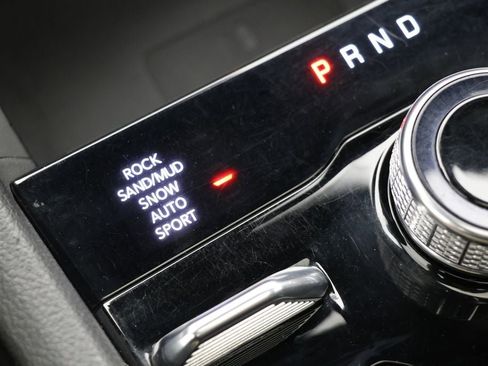 P R N D
ROCK
SAND/MUD
SNOW
AUTO
SPORT